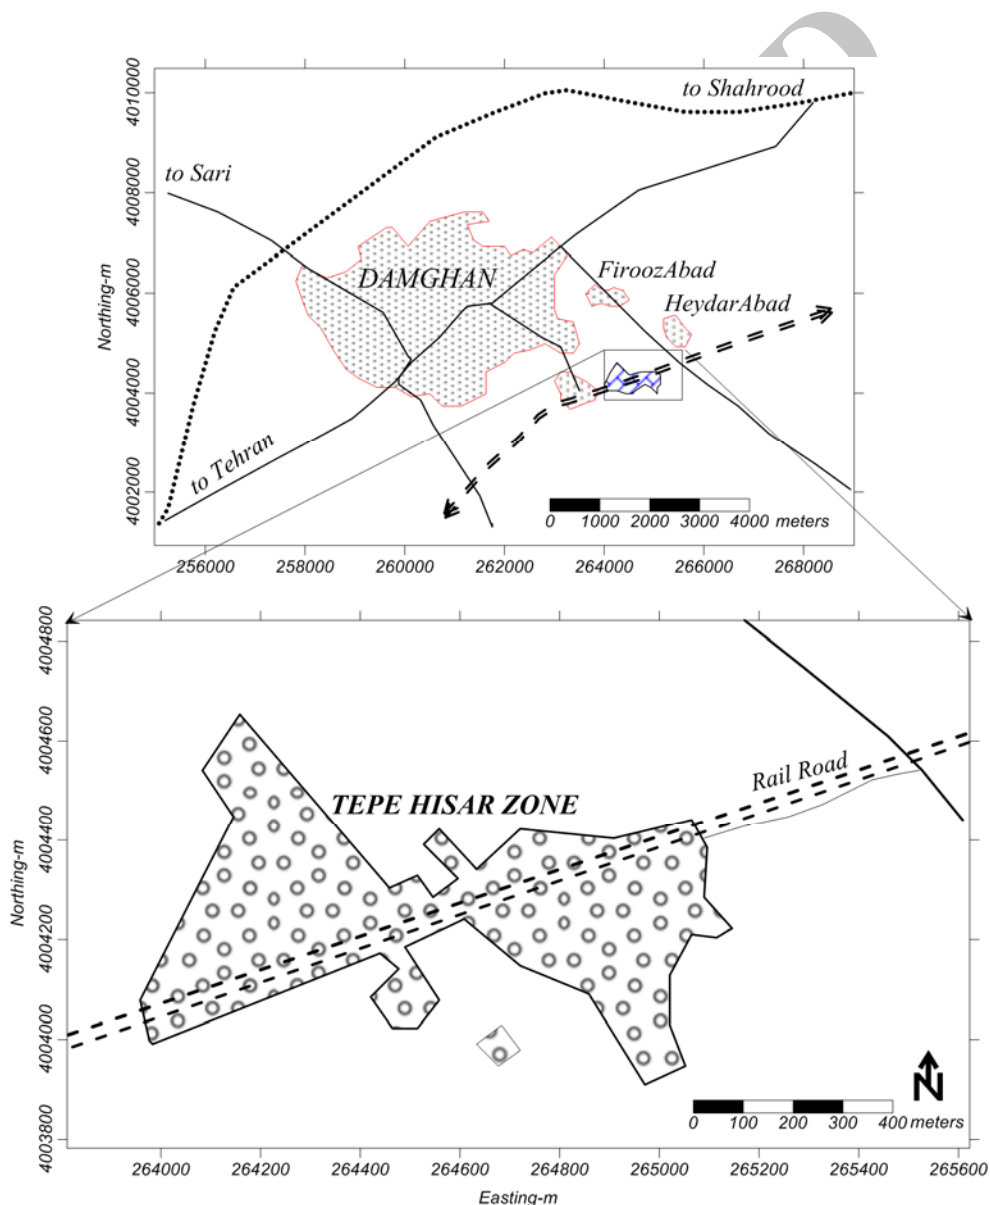 to Shahrood
to Sari
DAMGHAN
FiroozAbad
HeydarAbad
to Tehran
Northing-m
4010000
4008000
4006000
4004000
4002000
0 1000 2000 3000 4000 meters
256000 258000 260000 262000 264000 266000 268000
Northing-m
4004800
4004600
4004400
4004200
4004000
4003800
Rail Road
TEPE HISAR ZONE
N
0 100 200 300 400 meters
264000 264200 264400 264600 264800 265000 265200 265400 265600
Easting-m